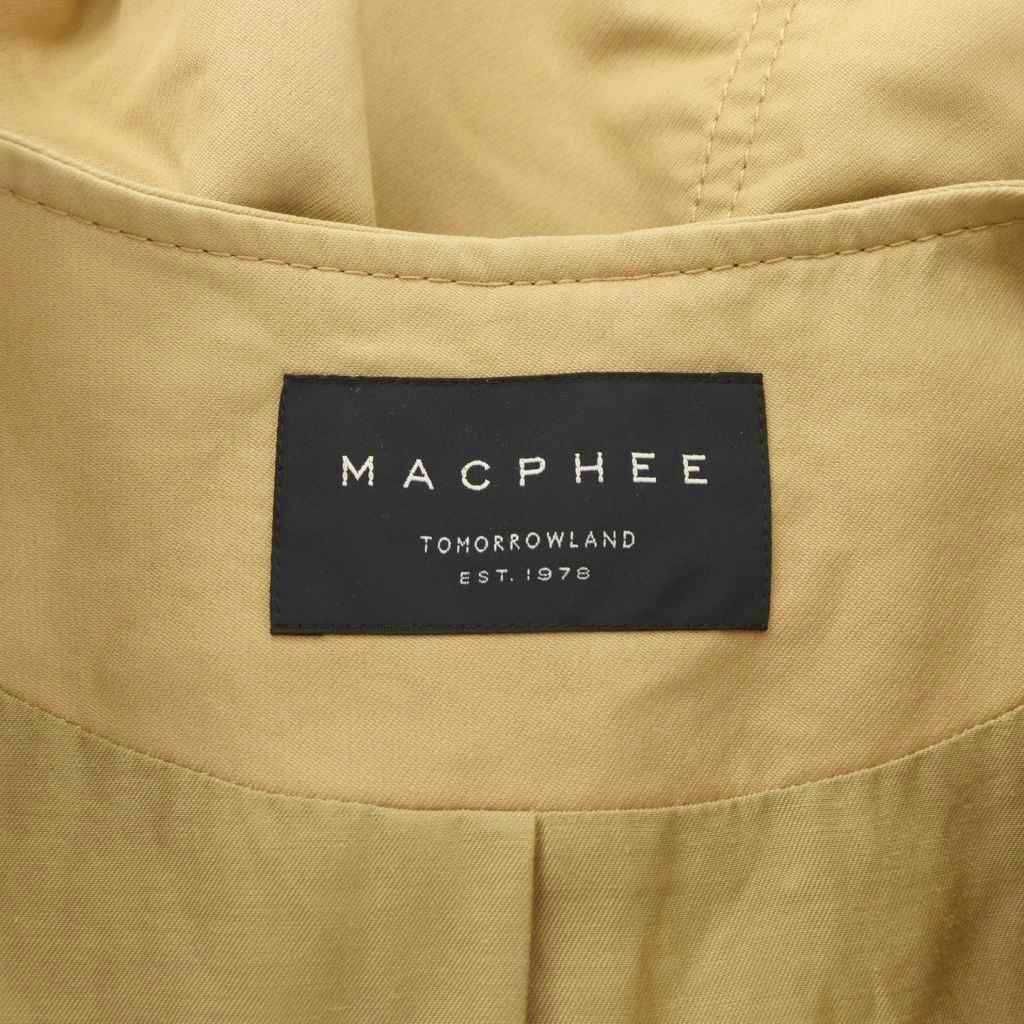 MACPHEE
TOMORROWLAND
EST. 1978